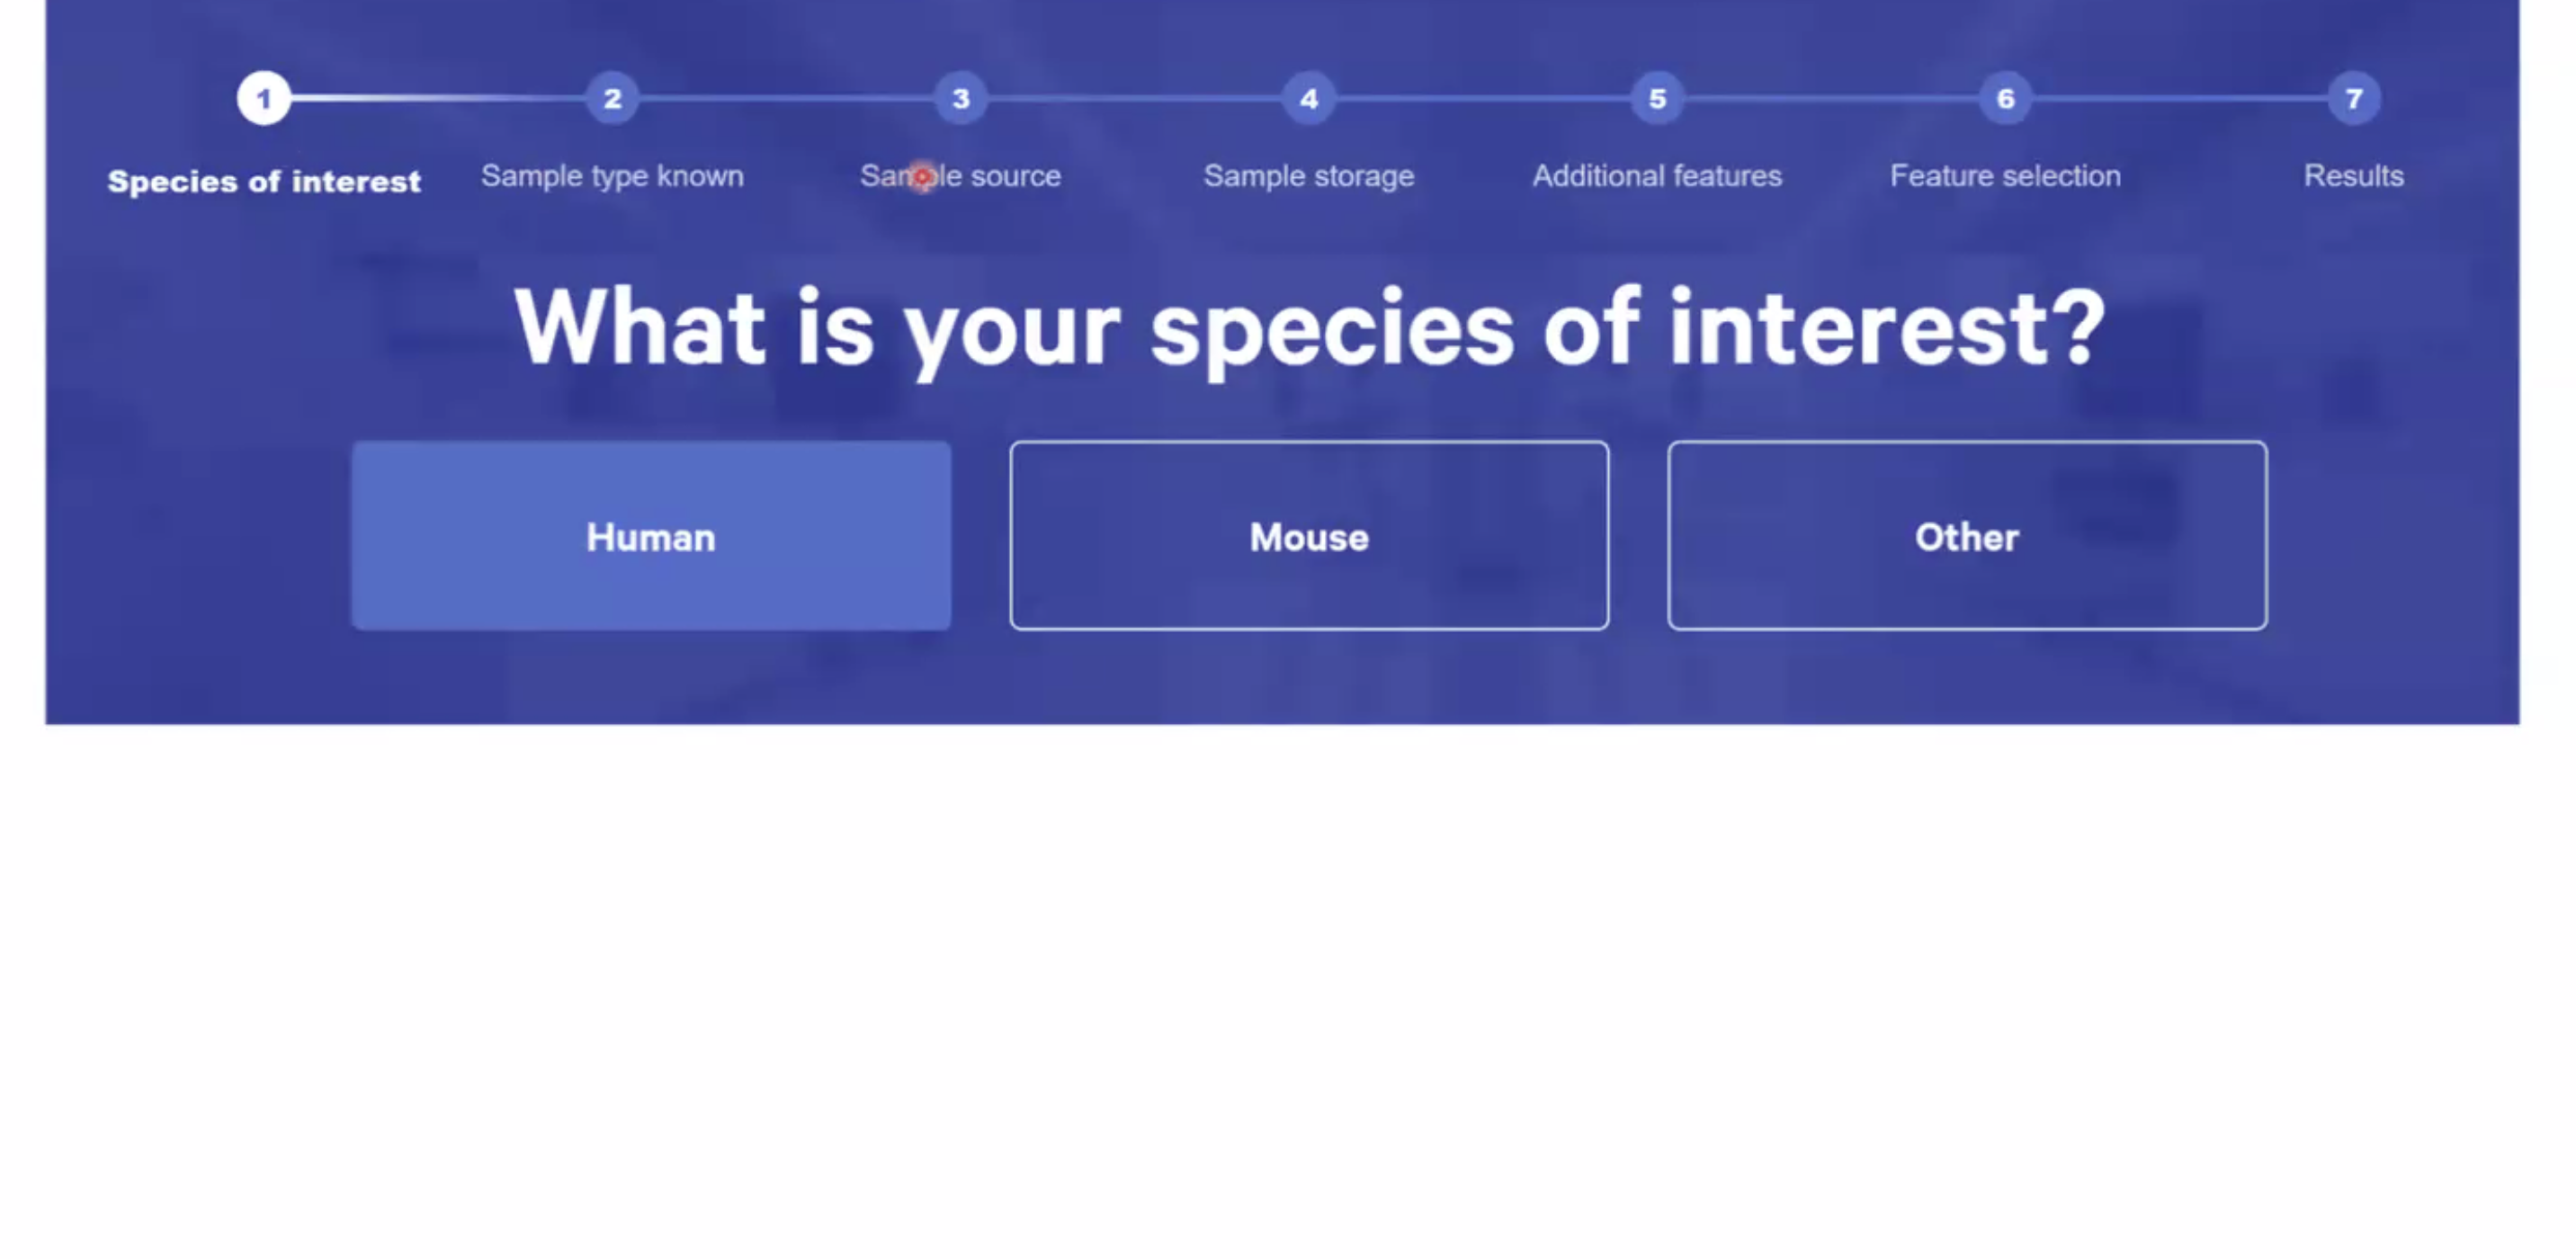 1 2 3 4 5 6 7
Species of interest Sample type known Sample source Sample storage Additional features Feature selection Results
What is your species of interest?
Human Mouse Other